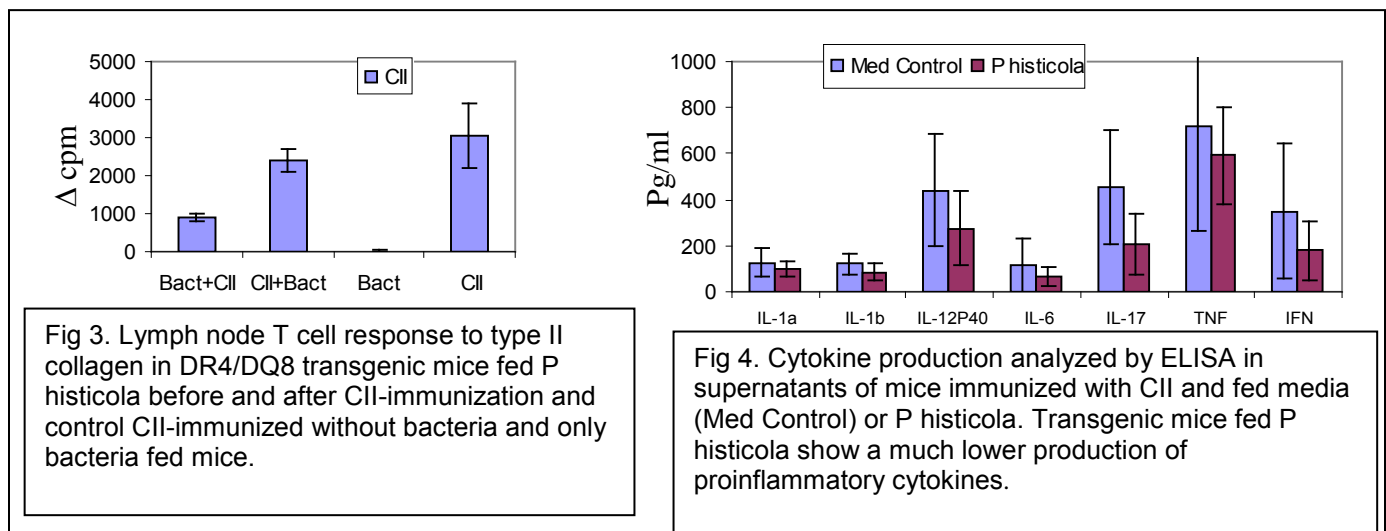 5000
4000
3000
2000
1000
0
Δ cpm
CII
Bact+CII CII+Bact Bact CII
Fig 3. Lymph node T cell response to type II
collagen in DR4/DQ8 transgenic mice fed P
histicola before and after CII-immunization and
control CII-immunized without bacteria and only
bacteria fed mice.
1000
800
600
400
200
0
Pg/ml
Med Control P histicola
IL-1a IL-1b IL-12P40 IL-6 IL-17 TNF IFN
Fig 4. Cytokine production analyzed by ELISA in
supernatants of mice immunized with CII and fed media
(Med Control) or P histicola. Transgenic mice fed P
histicola show a much lower production of
proinflammatory cytokines.